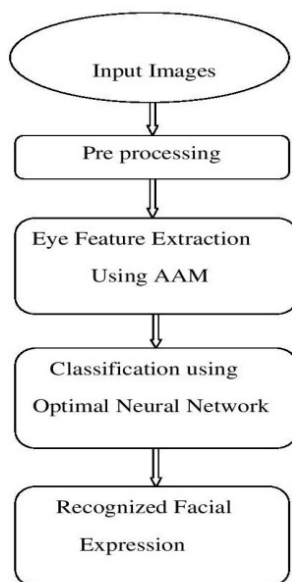 Input Images
Pre processing
Eye Feature Extraction
Using AAM
Classification using
Optimal Neural Network
Recognized Facial
Expression